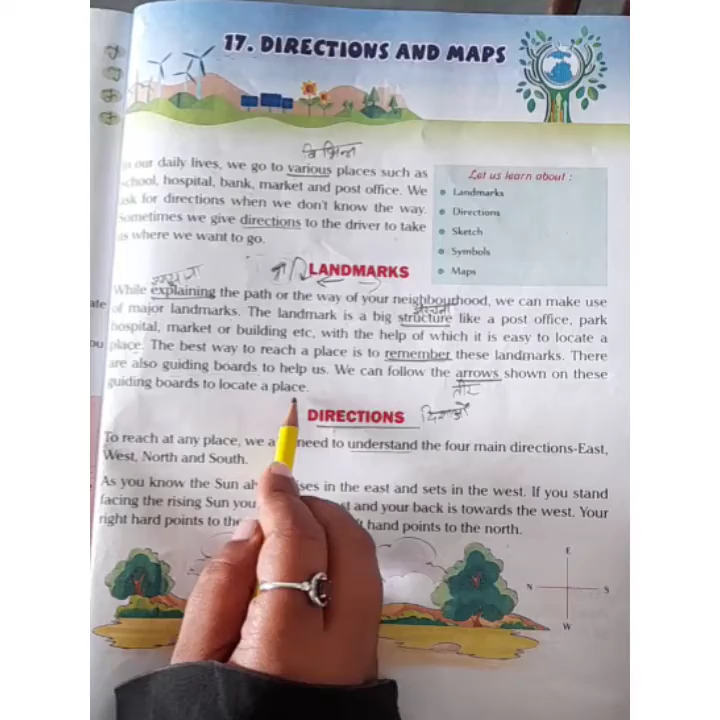 17. DIRECTIONS AND MAPS
विभिन्न
in our daily lives, we go to various places such as
school, hospital, bank, market and post office. We
ask for directions when we don't know the way.
Sometimes we give directions to the driver to take
us where we want to go.
Let us learn about :
Landmarks
Directions
Sketch
Symbols
Maps
LANDMARKS
While explaining the path or the way of your neighbourhood, we can make use
संरचना
of major landmarks. The landmark is a big structure like a post office, park
hospital, market or building etc, with the help of which it is easy to locate a
place. The best way to reach a place is to remember these landmarks. There
are also guiding boards to help us. We can follow the arrows shown on these
तीर
guiding boards to locate a place.
DIRECTIONS
दिशाओं
To reach at any place, we need to understand the four main directions-East,
West, North and South.
As you know the Sun in the east and sets in the west. If you stand
facing the rising Sun you and your back is towards the west. Your
right hard points to the hand points to the north.
E
N S
W
ate
ou